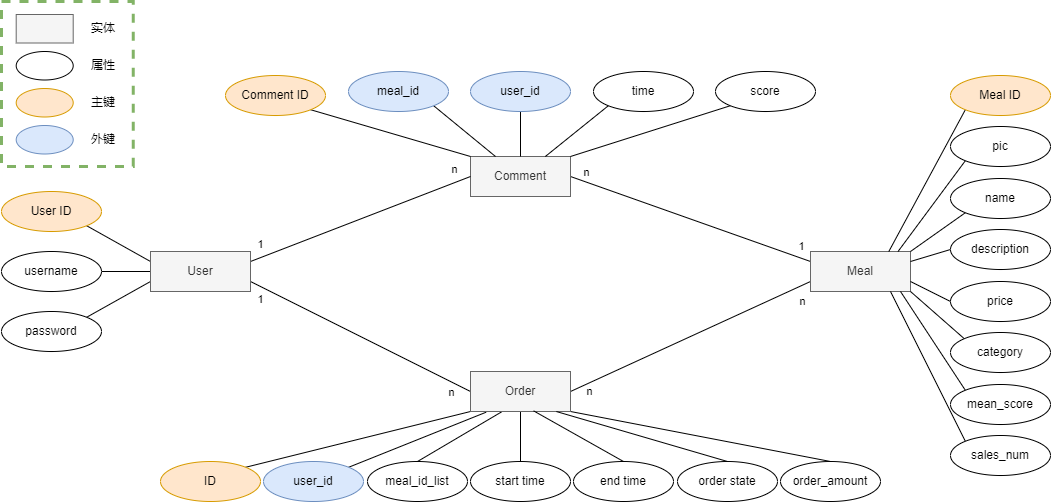 实体
属性
主键
外键
Comment ID
meal_id
user_id
time
score
Meal ID
pic
name
description
price
category
mean_score
sales_num
Comment
n
n
User ID
username
password
User
1
1
Meal
1
n
Order
n
n
ID
user_id
meal_id_list
start time
end time
order state
order_amount